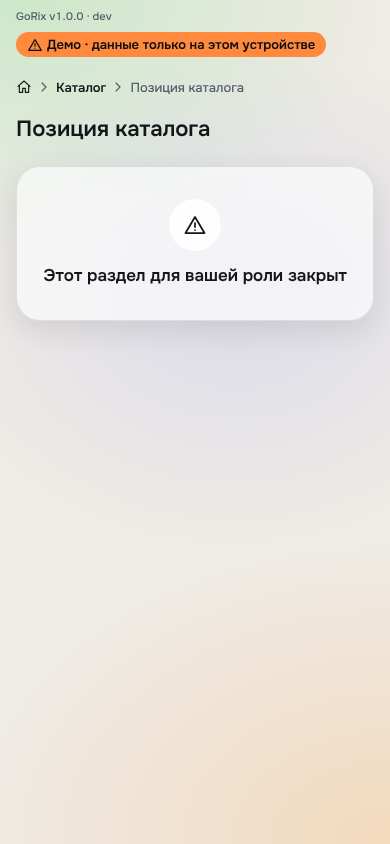 GoRix v1.0.0 · dev
Демо · данные только на этом устройстве
Каталог
Позиция каталога
Позиция каталога
Этот раздел для вашей роли закрыт